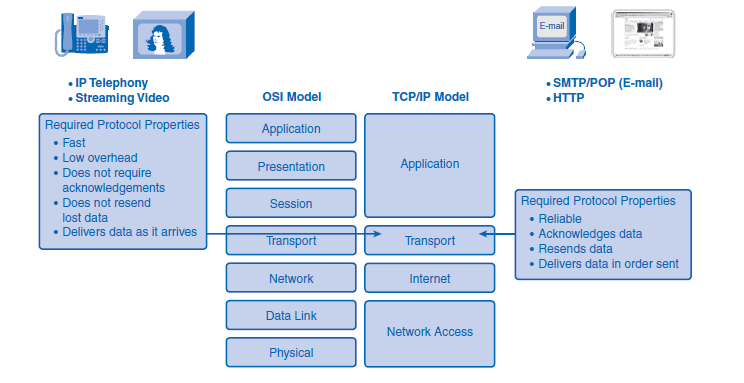 E-mail
• IP Telephony
• Streaming Video
• SMTP/POP (E-mail)
• HTTP
OSI Model
TCP/IP Model
Required Protocol Properties
• Fast
• Low overhead
• Does not require
acknowledgements
• Does not resend
lost data
• Delivers data as it arrives
Application
Presentation
Session
Transport
Network
Data Link
Physical
Application
Transport
Internet
Network Access
Required Protocol Properties
• Reliable
• Acknowledges data
• Resends data
• Delivers data in order sent